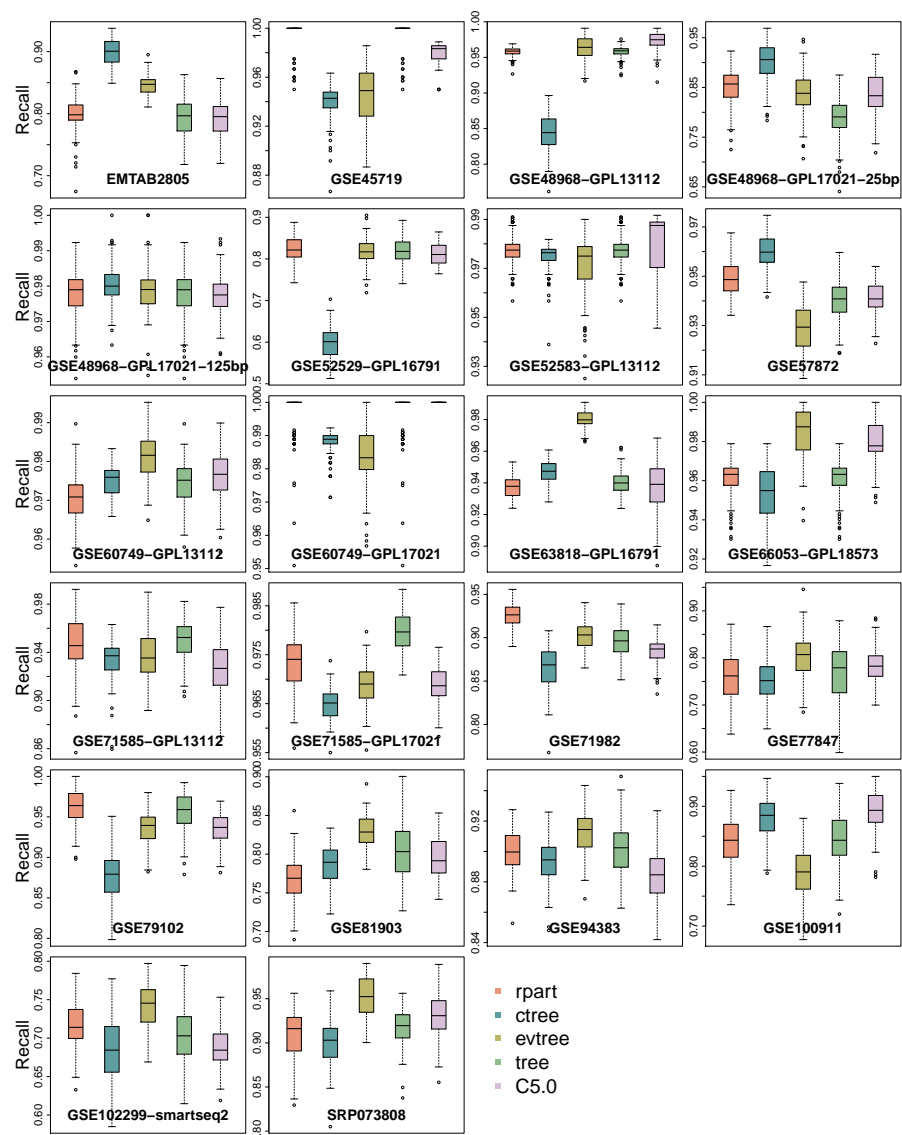 Recall
0.90
0.80
0.70
EMTAB2805
1.00
0.96
0.92
0.88
GSE45719
1.00
0.95
0.90
0.85
0.80
GSE48968−GPL13112
0.95
0.85
0.75
0.65
GSE48968−GPL17021−25bp
Recall
1.00
0.99
0.98
0.97
0.96
GSE48968−GPL17021−125bp
0.9
0.8
0.6
0.5
GSE52529−GPL16791
0.99
0.97
0.95
0.93
GSE52583−GPL13112
0.97
0.95
0.93
0.91
GSE57872
Recall
0.99
0.98
0.97
GSE60749−GPL13112
1.00
0.99
0.98
0.97
0.96
0.95
GSE60749−GPL17021
0.98
0.96
0.94
0.92
0.90
GSE63818−GPL16791
1.00
0.98
0.96
0.94
0.92
GSE66053−GPL18573
Recall
0.98
0.94
0.90
0.86
GSE71585−GPL13112
0.985
0.975
0.965
0.955
GSE71585−GPL17021
0.95
0.90
0.85
0.80
GSE71982
0.80
0.75
0.70
0.65
0.60
GSE77847
Recall
1.00
0.95
0.90
0.85
0.80
GSE79102
0.85
0.80
0.75
0.70
GSE81903
0.84
GSE94383
0.90
0.80
0.70
GSE100911
Recall
0.80
0.75
0.70
0.65
0.60
GSE102299−smartseq2
0.95
0.90
0.85
0.80
SRP073808
rpart
ctree
evtree
tree
C5.0